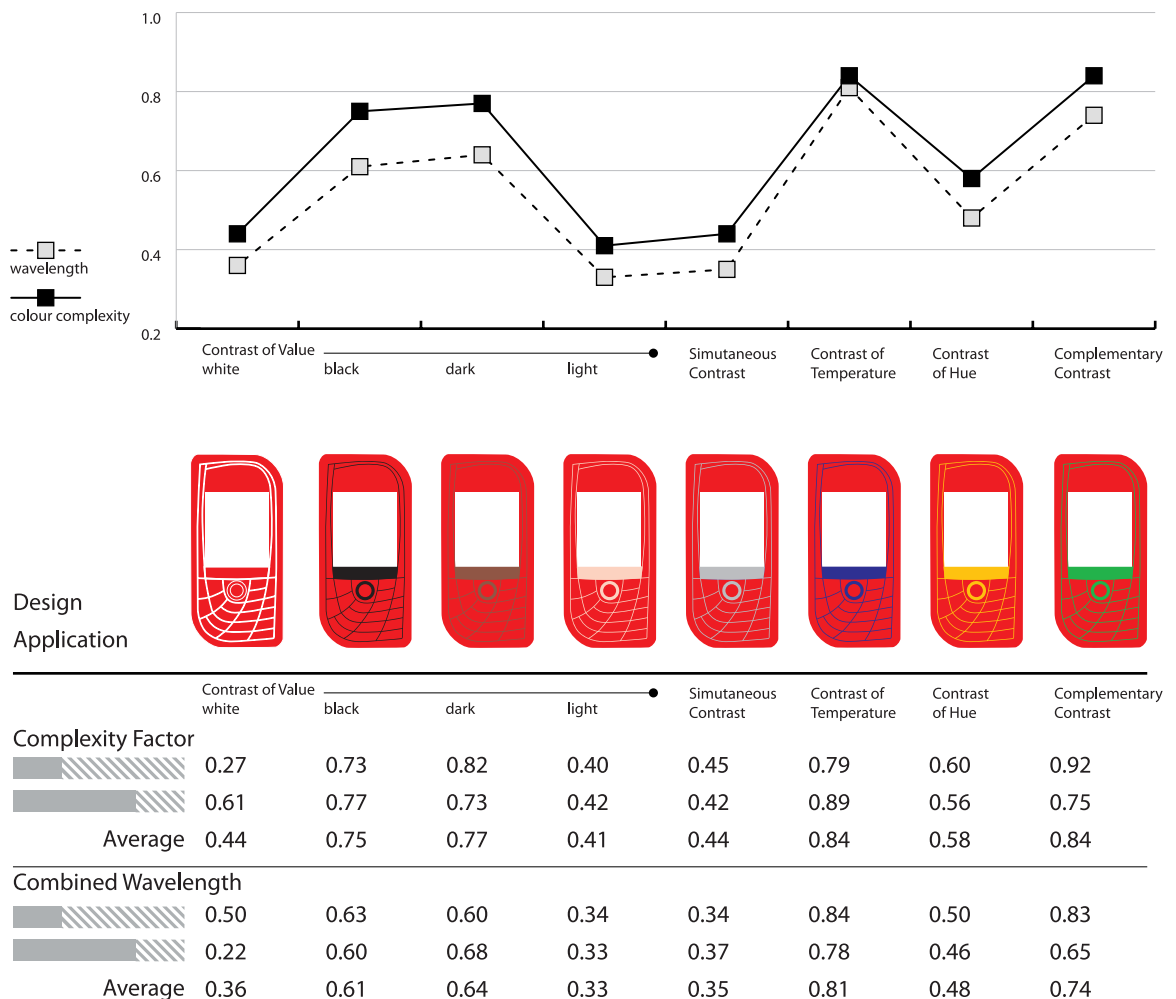 1.0
0.8
0.6
0.4
0.2
wavelength
colour complexity
Contrast of Value
white
black
dark
light
Simutaneous
Contrast
Contrast of
Temperature
Contrast
of Hue
Complementary
Contrast
Design
Application
Contrast of Value
white
black
dark
light
Simutaneous
Contrast
Contrast of
Temperature
Contrast
of Hue
Complementary
Contrast
Complexity Factor
0.27 0.73 0.82 0.40 0.45 0.79 0.60 0.92
0.61 0.77 0.73 0.42 0.42 0.89 0.56 0.75
Average 0.44 0.75 0.77 0.41 0.44 0.84 0.58 0.84
Combined Wavelength
0.50 0.63 0.60 0.34 0.34 0.84 0.50 0.83
0.22 0.60 0.68 0.33 0.37 0.78 0.46 0.65
Average 0.36 0.61 0.64 0.33 0.35 0.81 0.48 0.74